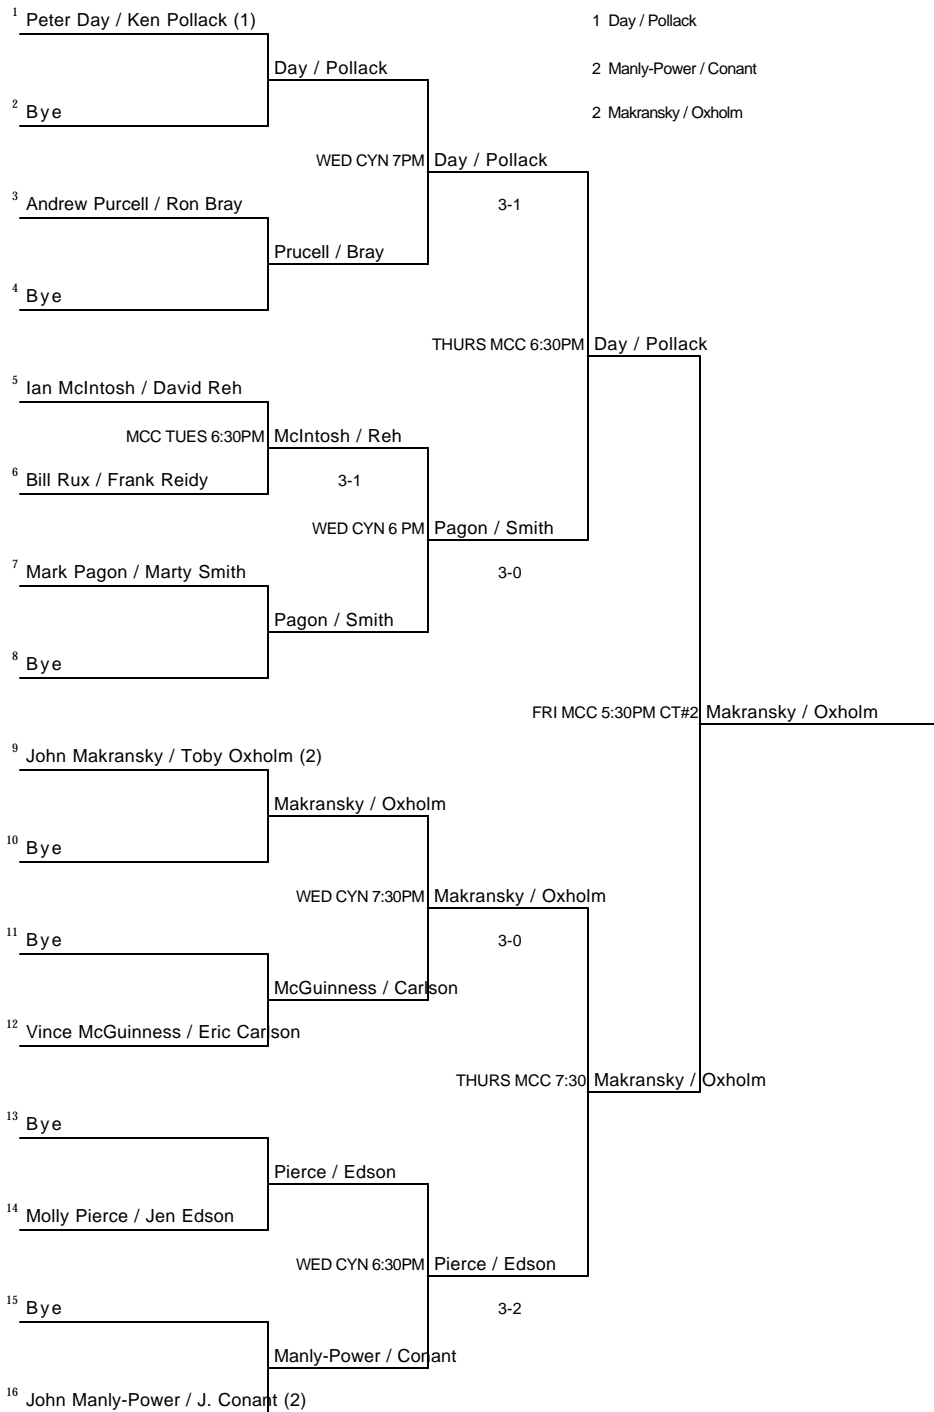 1 Peter Day / Ken Pollack (1)
1 Day / Pollack
Day / Pollack
2 Manly-Power / Conant
2 Bye
2 Makransky / Oxholm
WED CYN 7PM Day / Pollack
3 Andrew Purcell / Ron Bray
3-1
Prucell / Bray
4 Bye
THURS MCC 6:30PM Day / Pollack
5 Ian McIntosh / David Reh
MCC TUES 6:30PM McIntosh / Reh
6 Bill Rux / Frank Reidy
3-1
WED CYN 6 PM Pagon / Smith
7 Mark Pagon / Marty Smith
3-0
Pagon / Smith
8 Bye
FRI MCC 5:30PM CT#2 Makransky / Oxholm
9 John Makransky / Toby Oxholm (2)
Makransky / Oxholm
10 Bye
WED CYN 7:30PM Makransky / Oxholm
11 Bye
3-0
McGuinness / Carlson
12 Vince McGuinness / Eric Carlson
THURS MCC 7:30 Makransky / Oxholm
13 Bye
Pierce / Edson
14 Molly Pierce / Jen Edson
WED CYN 6:30PM Pierce / Edson
15 Bye
3-2
Manly-Power / Conant
16 John Manly-Power / J. Conant (2)